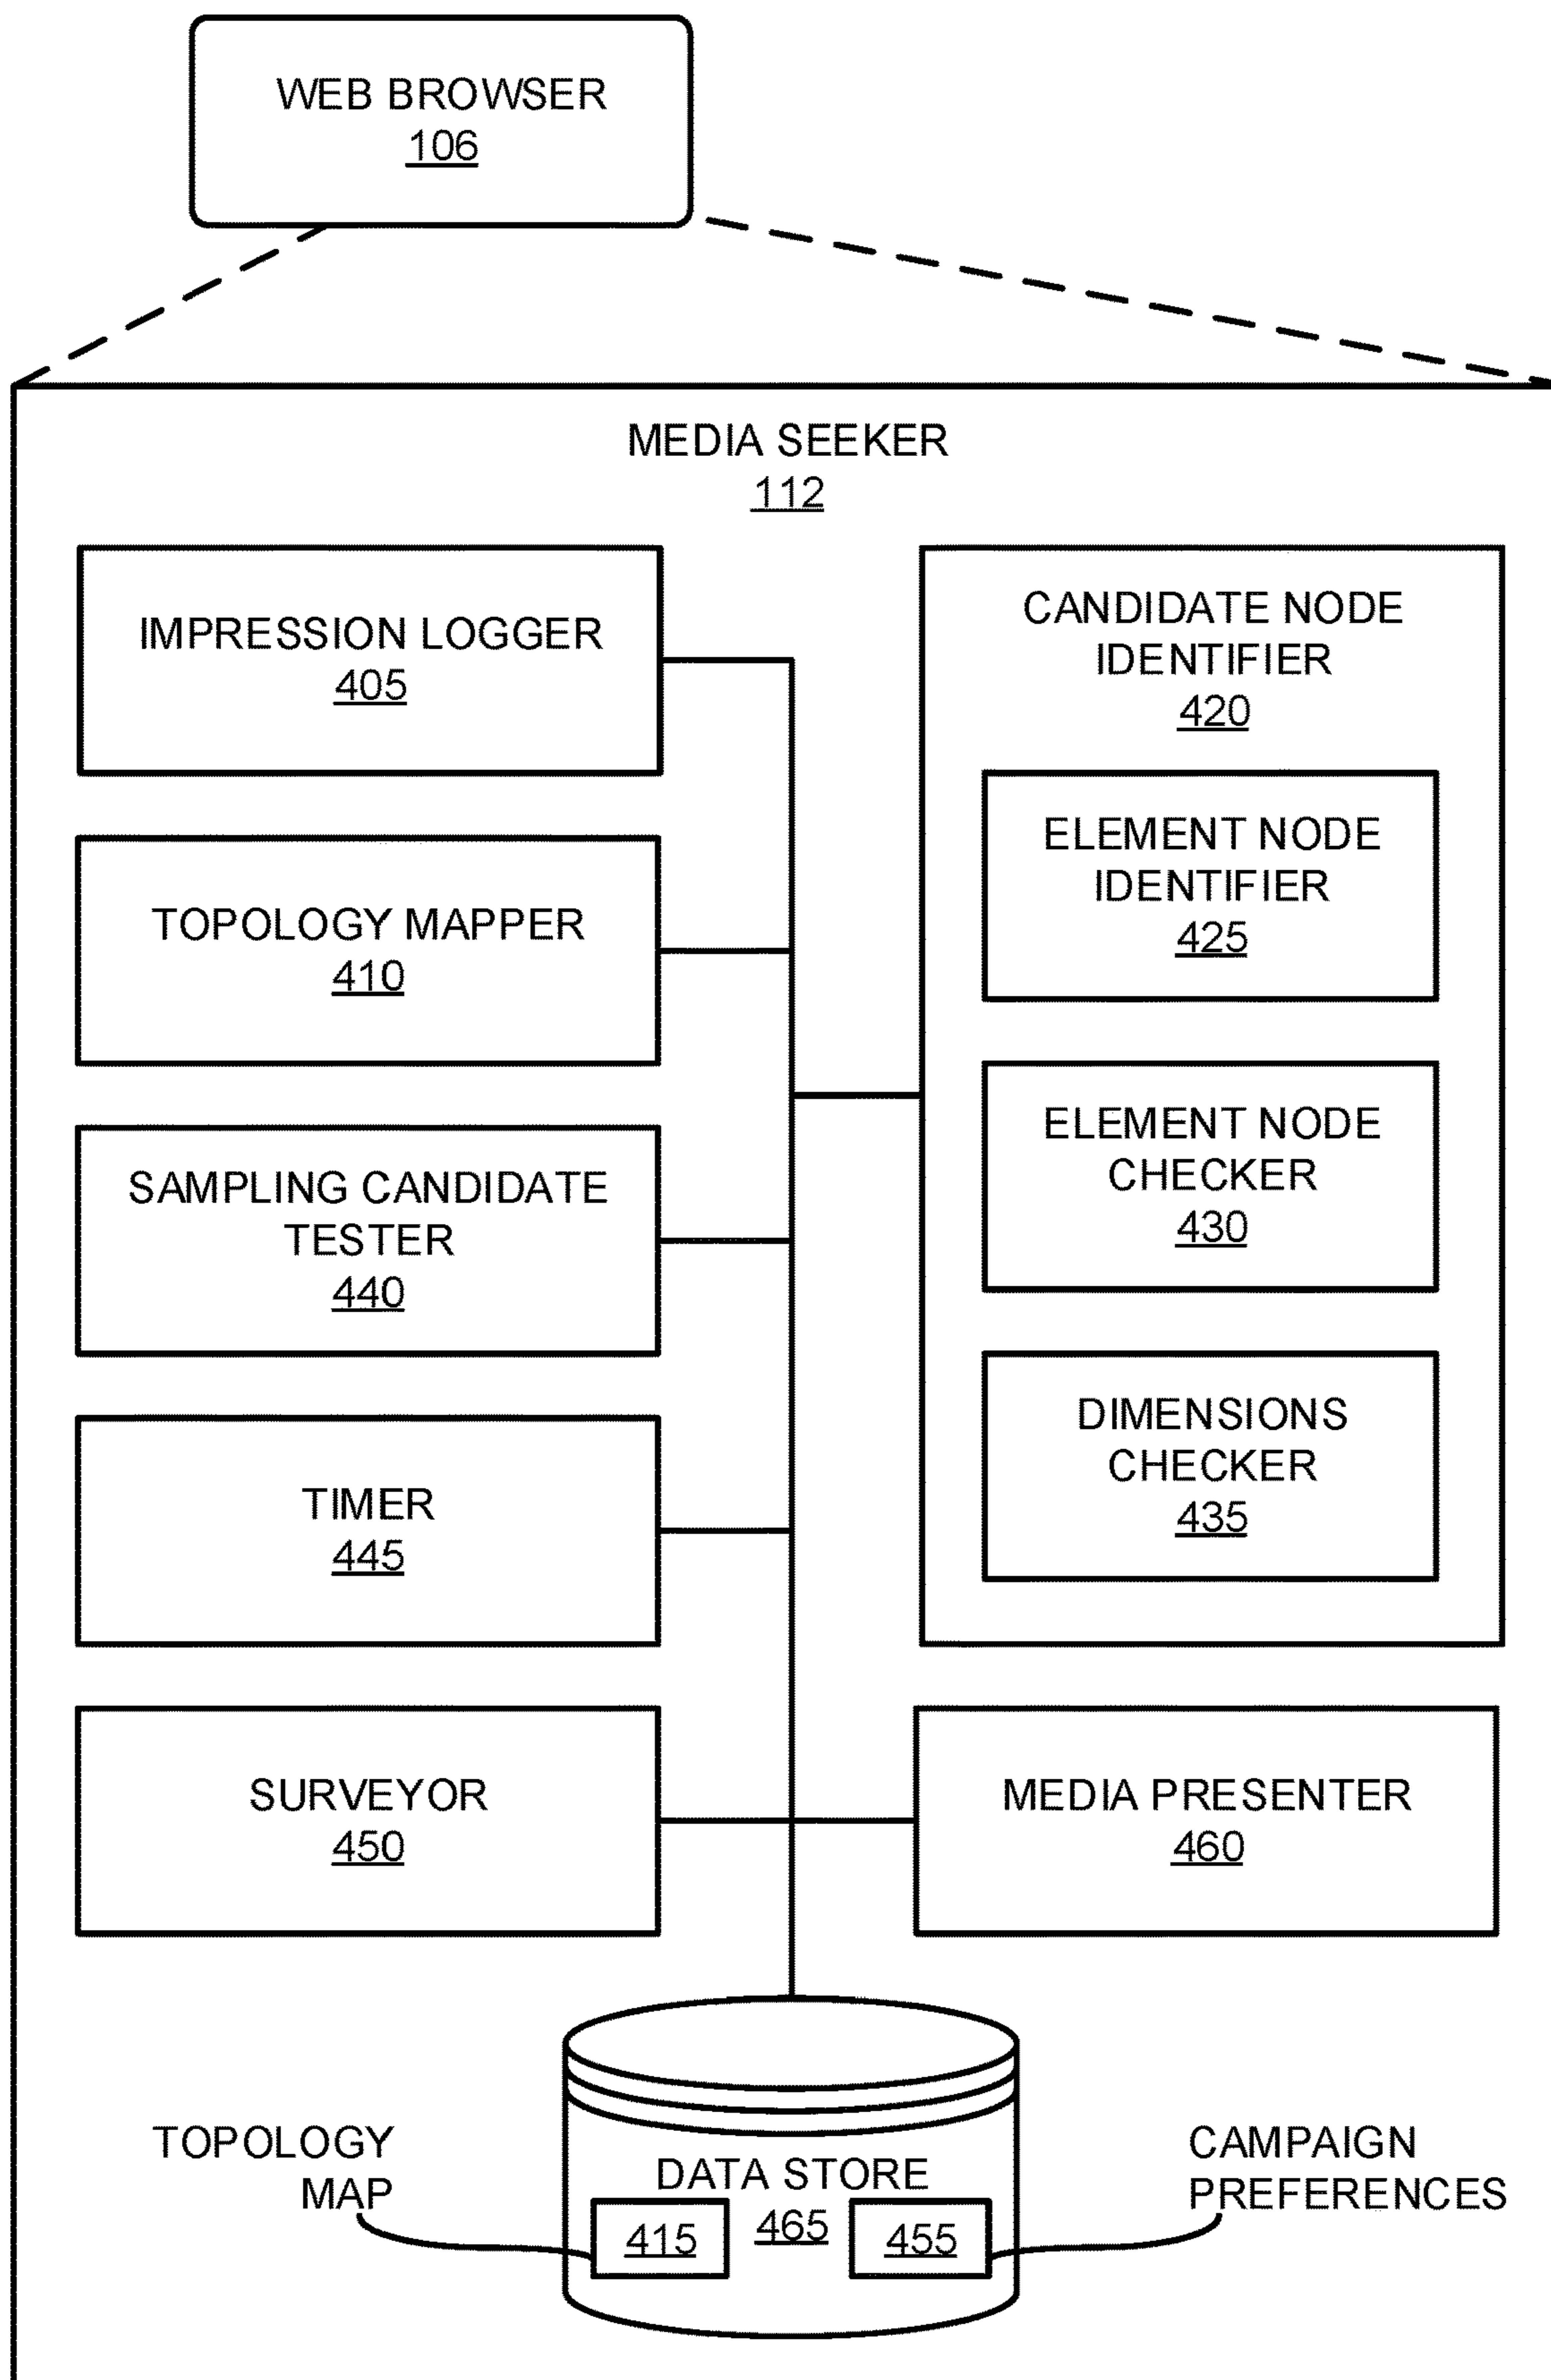 WEB BROWSER
106
MEDIA SEEKER
112
IMPRESSION LOGGER
405
TOPOLOGY MAPPER
410
SAMPLING CANDIDATE
TESTER
440
TIMER
445
SURVEYOR
450
CANDIDATE NODE
IDENTIFIER
420
ELEMENT NODE
IDENTIFIER
425
ELEMENT NODE
CHECKER
430
DIMENSIONS
CHECKER
435
MEDIA PRESENTER
460
TOPOLOGY
MAP
DATA STORE
465
415
455
CAMPAIGN
PREFERENCES